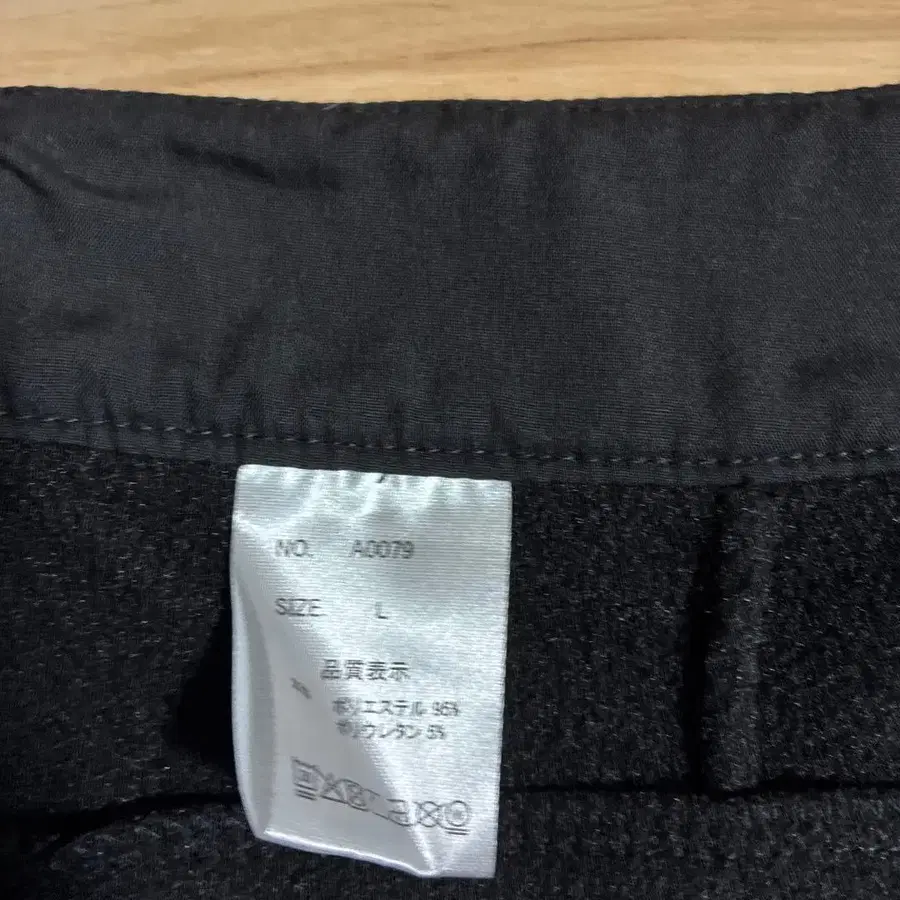 NO. A0079
SIZE L
品質表示
ポリエステル 95%
ポリウレタン 5%